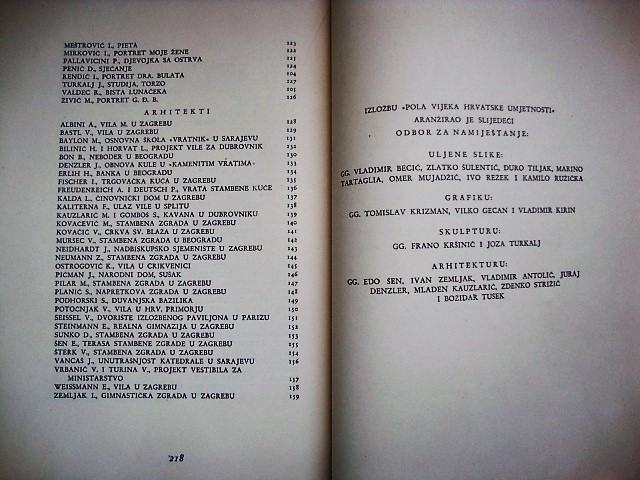 MEŠTROVIĆ I., PIETA 123
MIRKOVIĆ I., PORTRET MOJE ŽENE 122
PALLAVICINI P., DJEVOJKA SA OSTRVA 125
PENIĆ D., SJEĆANJE 124
RENDIĆ I., PORTRET DRA. BULATA 104
TURKALJ J., STUDIJA, TORZO 127
VALDEC R., BISTA LUNAČEKA 105
ŽIVIĆ M., PORTRET G. Đ. B. 126
ARHITEKTI
ALBINI A., VILA M. U ZAGREBU 128
BASTL V., VILA U ZAGREBU 129
BAYLON M., OSNOVNA ŠKOLA »VRATNIK« U SARAJEVU 131
BILINIĆ H. I HORVAT L., PROJEKT VILE ZA DUBROVNIK 130
BON B., NEBODER U BEOGRADU 132
DENZLER J., OBNOVA KULE U »KAMENITIM VRATIMA« 133
ERLIH H., BANKA U BEOGRADU 134
FISCHER I., TRGOVAČKA KUĆA U ZAGREBU 135
FREUDENREICH A. I DEUTSCH P., VRATA STAMBENE KUĆE 136
KALDA L., ČINOVNIČKI DOM U ZAGREBU 137
KALITERNA F., ULAZ VILE U SPLITU 138
KAUZLARIĆ M. I GOMBOŠ S., KAVANA U DUBROVNIKU 139
KOVAČEVIĆ M., STAMBENA ZGRADA U ZAGREBU 140
KOVAČIĆ V., CRKVA SV. BLAŽA U ZAGREBU 141
MURSEC V., STAMBENA ZGRADA U BEOGRADU 142
NEIDHARDT J., NADBISKUPSKO SJEMENISTE U ZAGREBU 143
NEUMANN Z., STAMBENA ZGRADA U ZAGREBU 144
OSTROGOVIĆ K., VILA U CRIKVENICI 145
PIČMAN J., NARODNI DOM, SUŠAK 146
PILAR M., STAMBENA ZGRADA U ZAGREBU 147
PLANIĆ S., NAPRETKOVA ZGRADA U ZAGREBU 148
PODHORSKI S., DUVANJSKA BAZILIKA 149
POTOČNJAK V., VILA U HRV. PRIMORJU 150
SEISSEL V., DVORIŠTE IZLOŽBENOG PAVILJONA U PARIZU 151
STEINMANN E., REALNA GIMNAZIJA U ZAGREBU 152
SUNKO D., STAMBENA ZGRADA U ZAGREBU 153
ŠEN E., TERASA STAMBENE ZGRADE U ZAGREBU 155
ŠTERK V., STAMBENA ZGRADA U ZAGREBU 154
VANCAŠ J., UNUTRAŠNJOST KATEDRALE U SARAJEVU 156
VRBANIĆ V. I TURINA V., PROJEKT VESTIBILA ZA
MINISTARSTVO 157
WEISSMANN E., VILA U ZAGREBU 158
ZEMLJAK I., GIMNASTIČKA ZGRADA U ZAGREBU 159
218
IZLOŽBU »POLA VIJEKA HRVATSKE UMJETNOSTI«
ARANŽIRAO JE SLIJEDEĆI
ODBOR ZA NAMJEŠTANJE:
ULJENE SLIKE:
GG. VLADIMIR BECIĆ, ZLATKO ŠULENTIĆ, ĐURO TILJAK, MARINO
TARTAGLIA, OMER MUJADŽIĆ, IVO REŽEK I KAMILO RUŽIČKA
GRAFIKU:
GG. TOMISLAV KRIZMAN, VILKO GECAN I VLADIMIR KIRIN
SKULPTURU:
GG. FRANO KRŠINIĆ I JOZA TURKALJ
ARHITEKTURU:
GG. EDO ŠEN, IVAN ZEMLJAK, VLADIMIR ANTOLIĆ, JURAJ
DENZLER, MLADEN KAUZLARIĆ, ZDENKO STRIŽIĆ
I BOŽIDAR TUŠEK